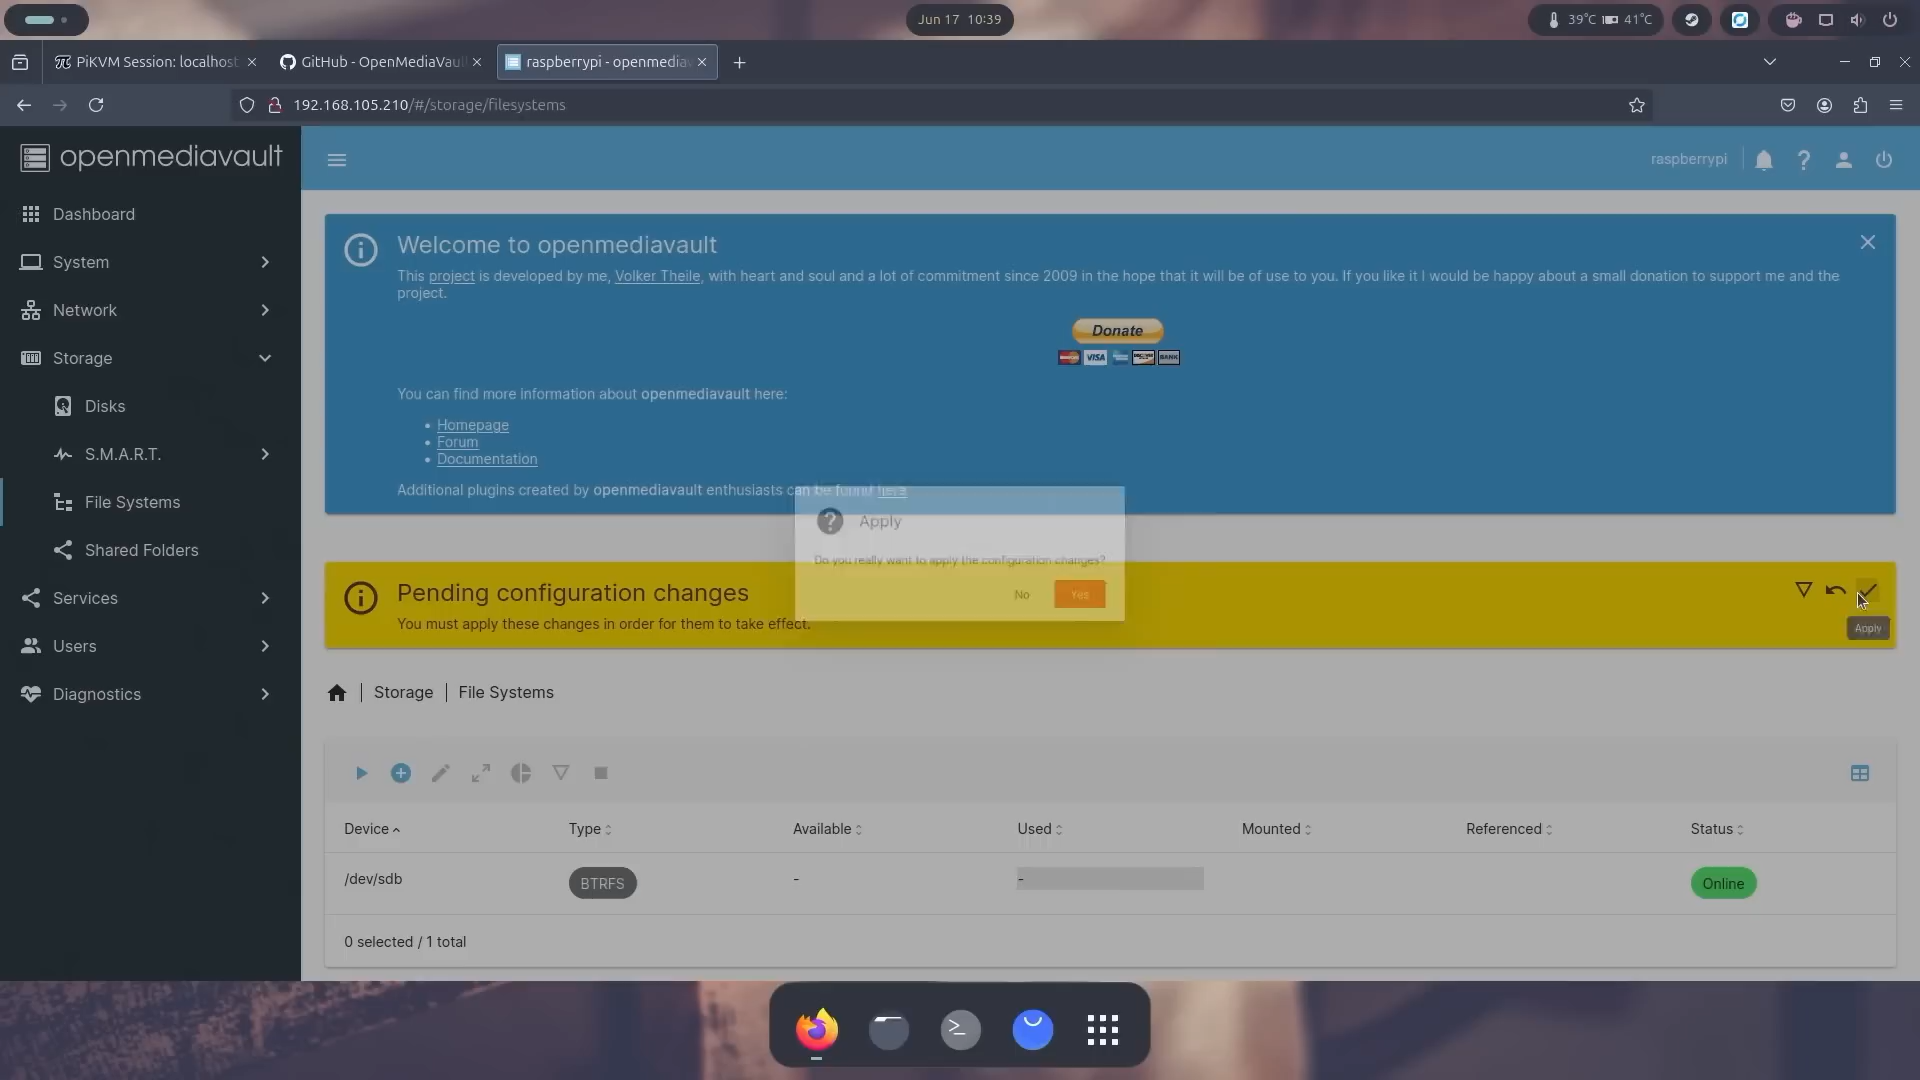 Jun 17 10:39
39°C 41°C
PiKVM Session: localhost
GitHub - OpenMediaVaul
raspberrypi - openmediav
192.168.105.210/#/storage/filesystems
openmediavault
raspberrypi
Dashboard
System
Network
Storage
Disks
S.M.A.R.T.
File Systems
Shared Folders
Services
Users
Diagnostics
Welcome to openmediavault
This project is developed by me, Volker Theile, with heart and soul and a lot of commitment since 2009 in the hope that it will be of use to you. If you like it I would be happy about a small donation to support me and the
project.
Donate
VISA
BANK
You can find more information about openmediavault here:
• Homepage
• Forum
• Documentation
Additional plugins created by openmediavault enthusiasts can be found here
Apply
Do you really want to apply the configuration changes?
No
Yes
Pending configuration changes
You must apply these changes in order for them to take effect.
Apply
Storage | File Systems
Device Type Available Used Mounted Referenced Status
/dev/sdb BTRFS - - Online
0 selected / 1 total